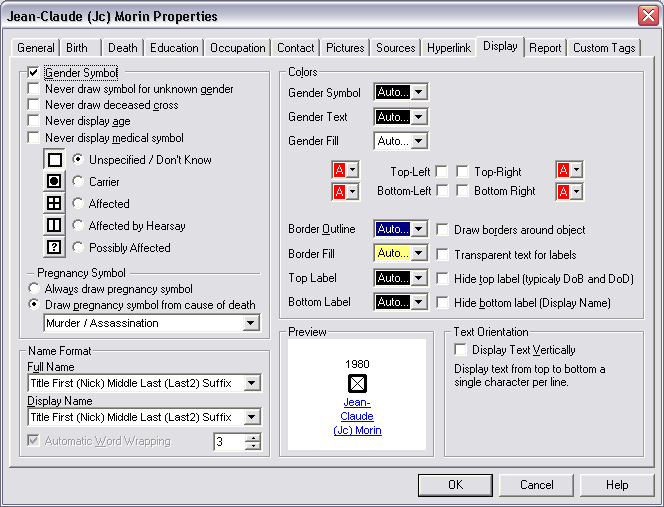 Jean-Claude (Jc) Morin Properties
General Birth Death Education Occupation Contact Pictures Sources Hyperlink Display Report Custom Tags
Gender Symbol
Never draw symbol for unknown gender
Never draw deceased cross
Never display age
Never display medical symbol
Unspecified / Don't Know
Carrier
Affected
Affected by Hearsay
? Possibly Affected
Pregnancy Symbol
Always draw pregnancy symbol
Draw pregnancy symbol from cause of death
Murder / Assassination
Name Format
Full Name
Title First (Nick) Middle Last (Last2) Suffix
Display Name
Title First (Nick) Middle Last (Last2) Suffix
Automatic Word Wrapping 3
Colors
Gender Symbol Auto...
Gender Text Auto...
Gender Fill Auto...
A Top-Left Top-Right A
A Bottom-Left Bottom Right A
Border Outline Auto... Draw borders around object
Border Fill Auto... Transparent text for labels
Top Label Auto... Hide top label (typicaly DoB and DoD)
Bottom Label Auto... Hide bottom label (Display Name)
Preview
1980
Jean-
Claude
(Jc) Morin
Text Orientation
Display Text Vertically
Display text from top to bottom a
single character per line.
OK Cancel Help